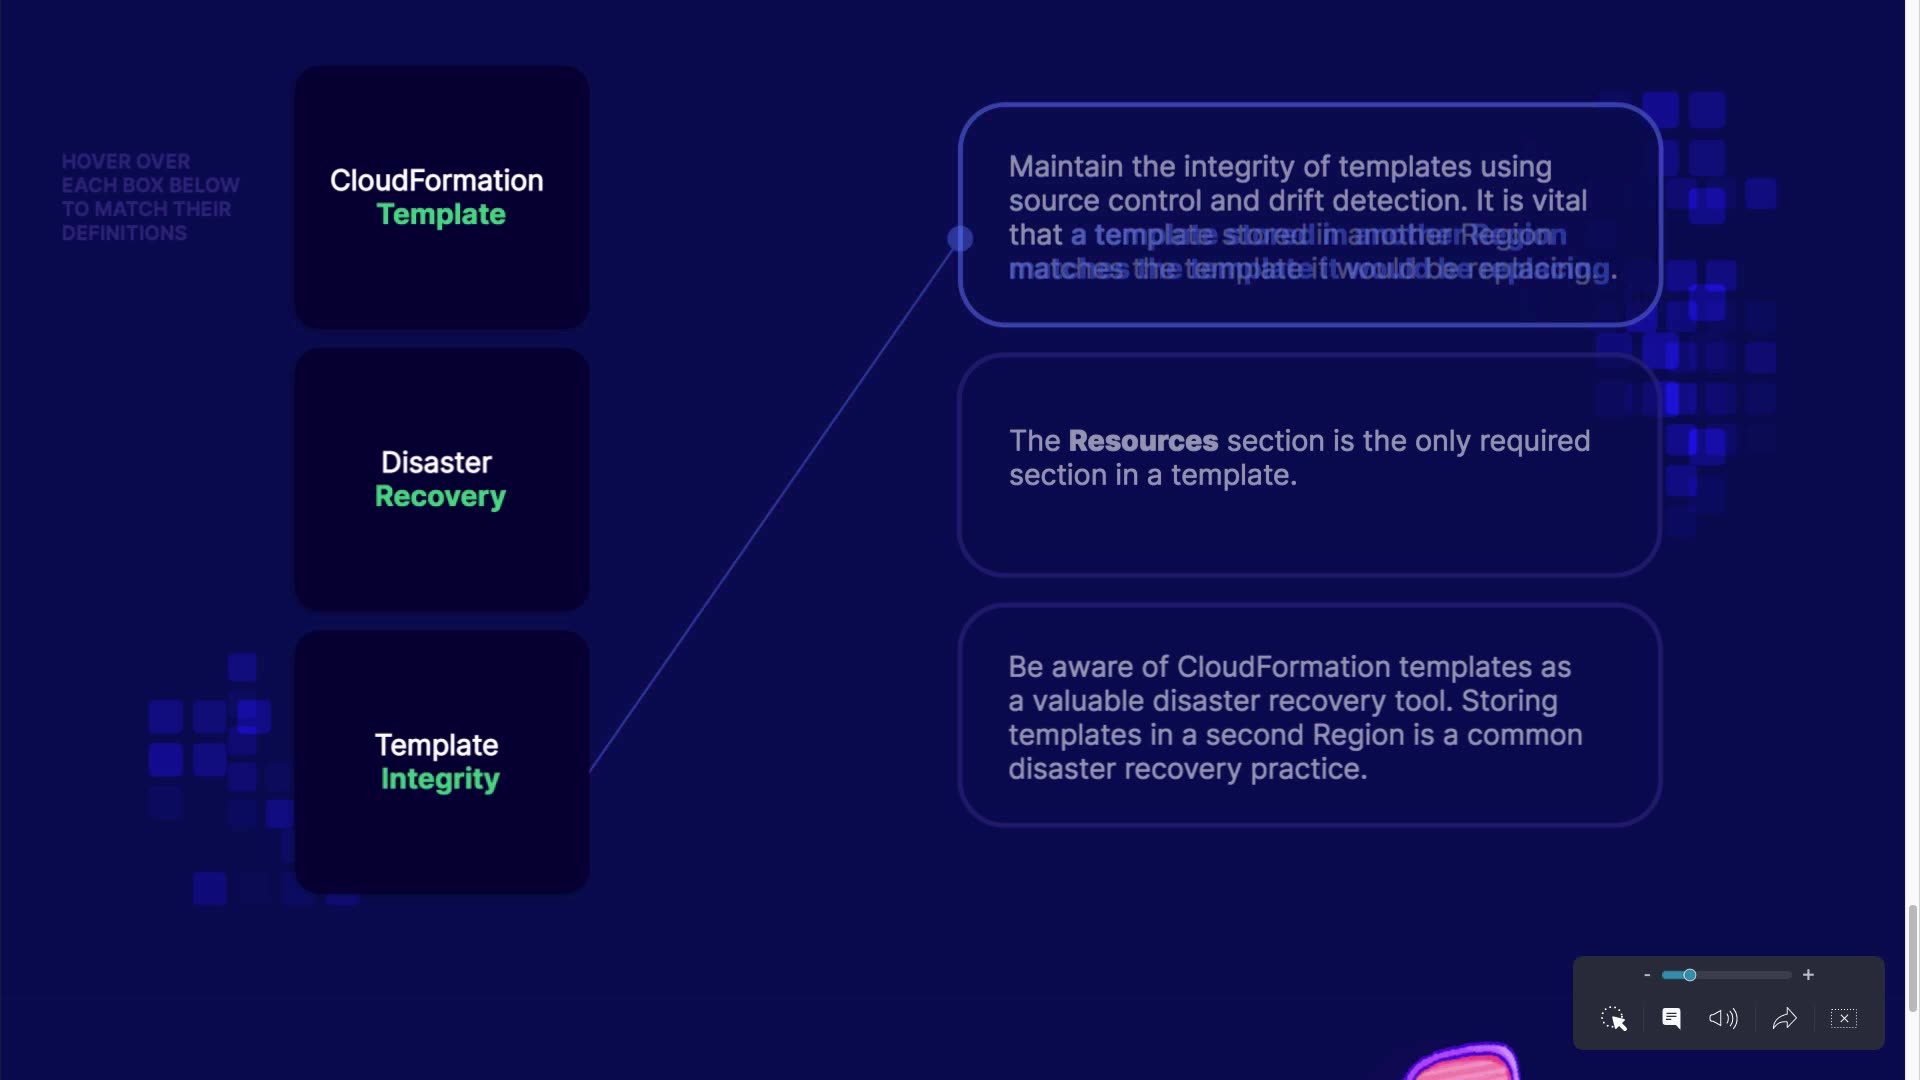 HOVER OVER
EACH BOX BELOW
TO MATCH THEIR
DEFINITIONS
CloudFormation
Template
Disaster
Recovery
Template
Integrity
Maintain the integrity of templates using
source control and drift detection. It is vital
that a template stored in another Region
matches the template it would be replacing.
The Resources section is the only required
section in a template.
Be aware of CloudFormation templates as
a valuable disaster recovery tool. Storing
templates in a second Region is a common
disaster recovery practice.